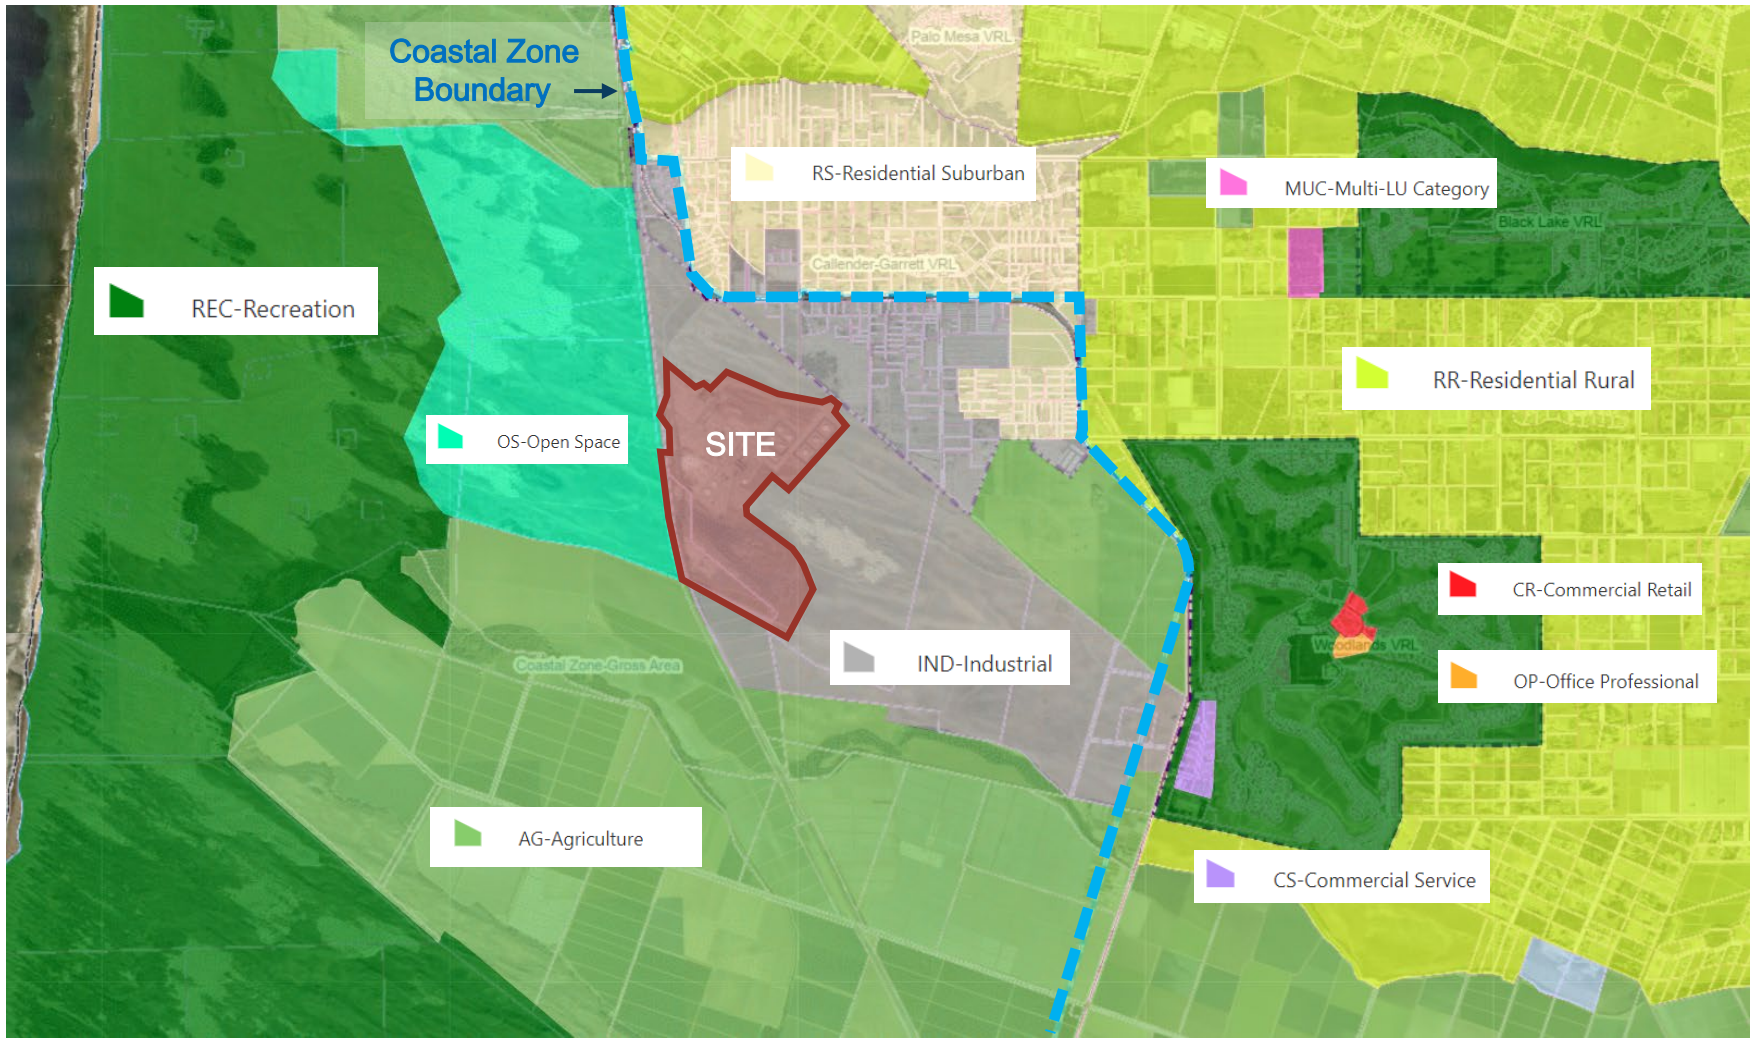 Palo Mesa VRL
Coastal Zone
Boundary
RS-Residential Suburban
MUC-Multi-LU Category
Black Lake VRL
Callender-Garrett VRL
REC-Recreation
RR-Residential Rural
OS-Open Space
SITE
CR-Commercial Retail
Woodlands VRL
Coastal Zone-Gross Area
IND-Industrial
OP-Office Professional
AG-Agriculture
CS-Commercial Service